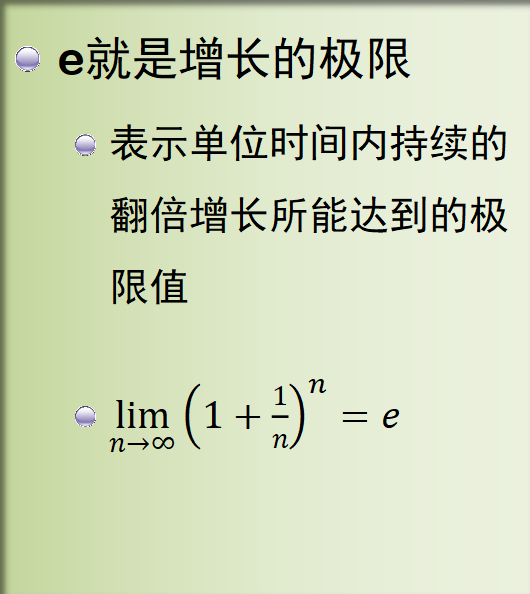 e就是增长的极限
表示单位时间内持续的
翻倍增长所能达到的极
限值
lim n→∞ (1 + 1/n)^n = e